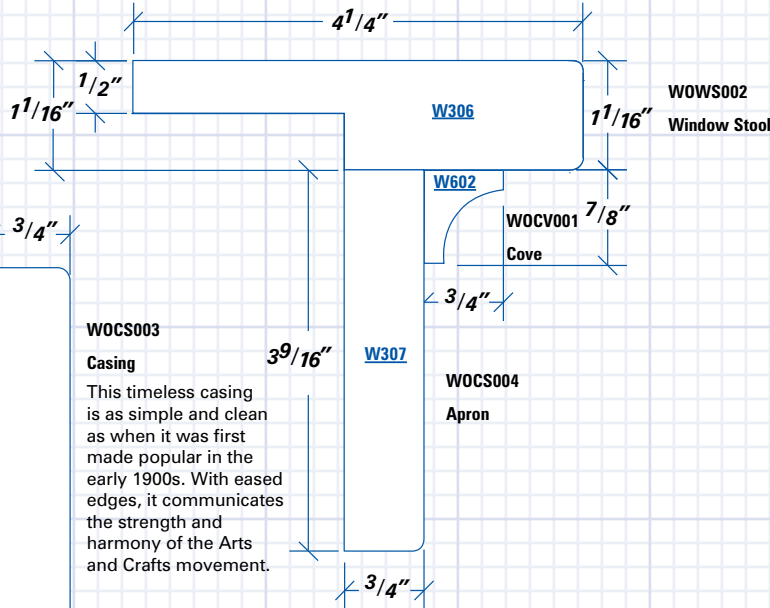 4 1/4"
1/2"
1 1/16"
W306
1 1/16"
WOWS002
Window Stool
W602
WOCV001
Cove
7/8"
3/4"
3/4"
WOCS003
Casing
This timeless casing
is as simple and clean
as when it was first
made popular in the
early 1900s. With eased
edges, it communicates
the strength and
harmony of the Arts
and Crafts movement.
3 9/16"
W307
WOCS004
Apron
3/4"